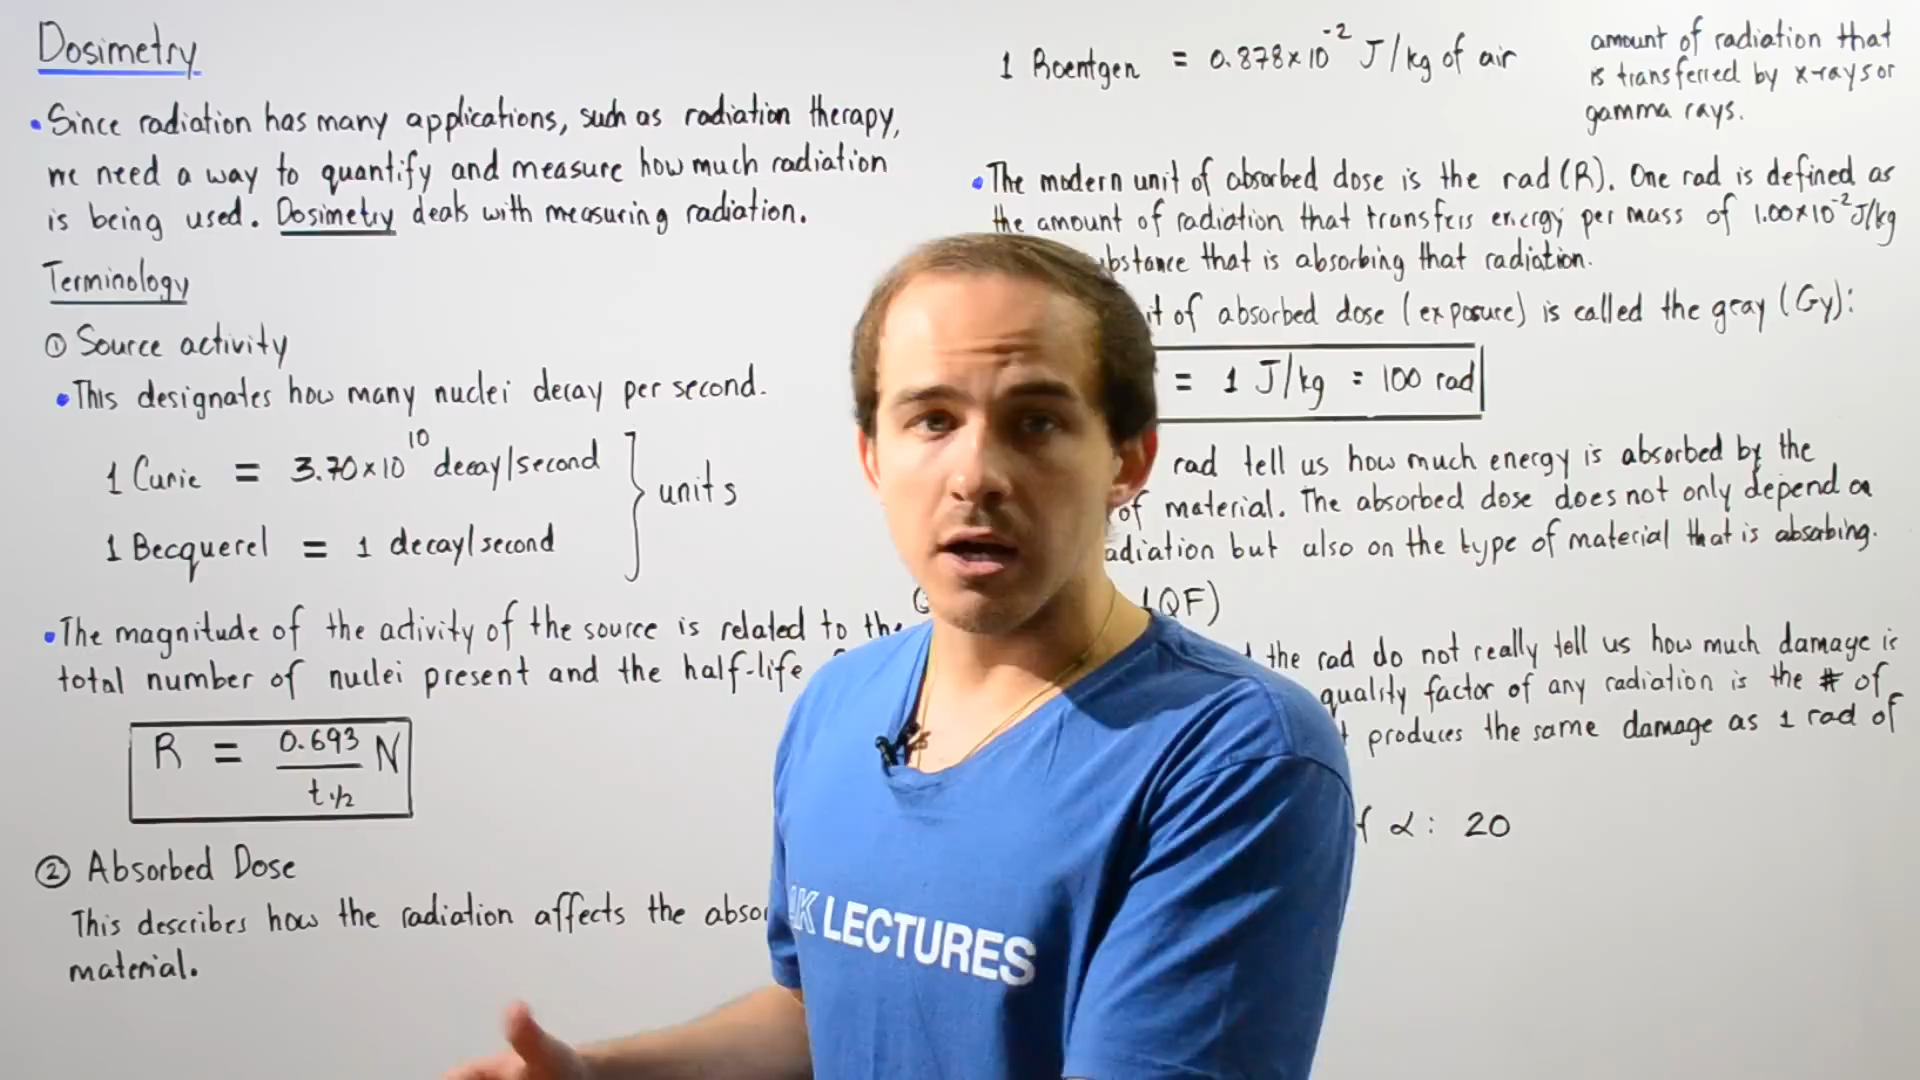 Dosimetry
• Since radiation has many applications, such as radiation therapy,
we need a way to quantify and measure how much radiation
is being used. Dosimetry deals with measuring radiation.
Terminology
① Source activity
• This designates how many nuclei decay per second.
1 Curie = 3.70×10^10 decay/second
1 Becquerel = 1 decay/second
units
• The magnitude of the activity of the source is related to the
total number of nuclei present and the half-life
R = 0.693/t½ N
② Absorbed Dose
This describes how the radiation affects the
material.
1 Roentgen = 0.878×10^-2 J/kg of air
amount of radiation that
is transferred by x-rays or
gamma rays.
• The modern unit of absorbed dose is the rad (R). One rad is defined as
the amount of radiation that transfers energy per mass of 1.00×10^-2 J/kg
that is absorbing that radiation.
of absorbed dose (exposure) is called the gray (Gy):
= 1 J/kg = 100 rad
rad tell us how much energy is absorbed by the
of material. The absorbed dose does not only depend on
but also on the type of material that is absorbing.
(QF)
the rad do not really tell us how much damage is
quality factor of any radiation is the # of
produces the same damage as 1 rad of
α: 20
LECTURES